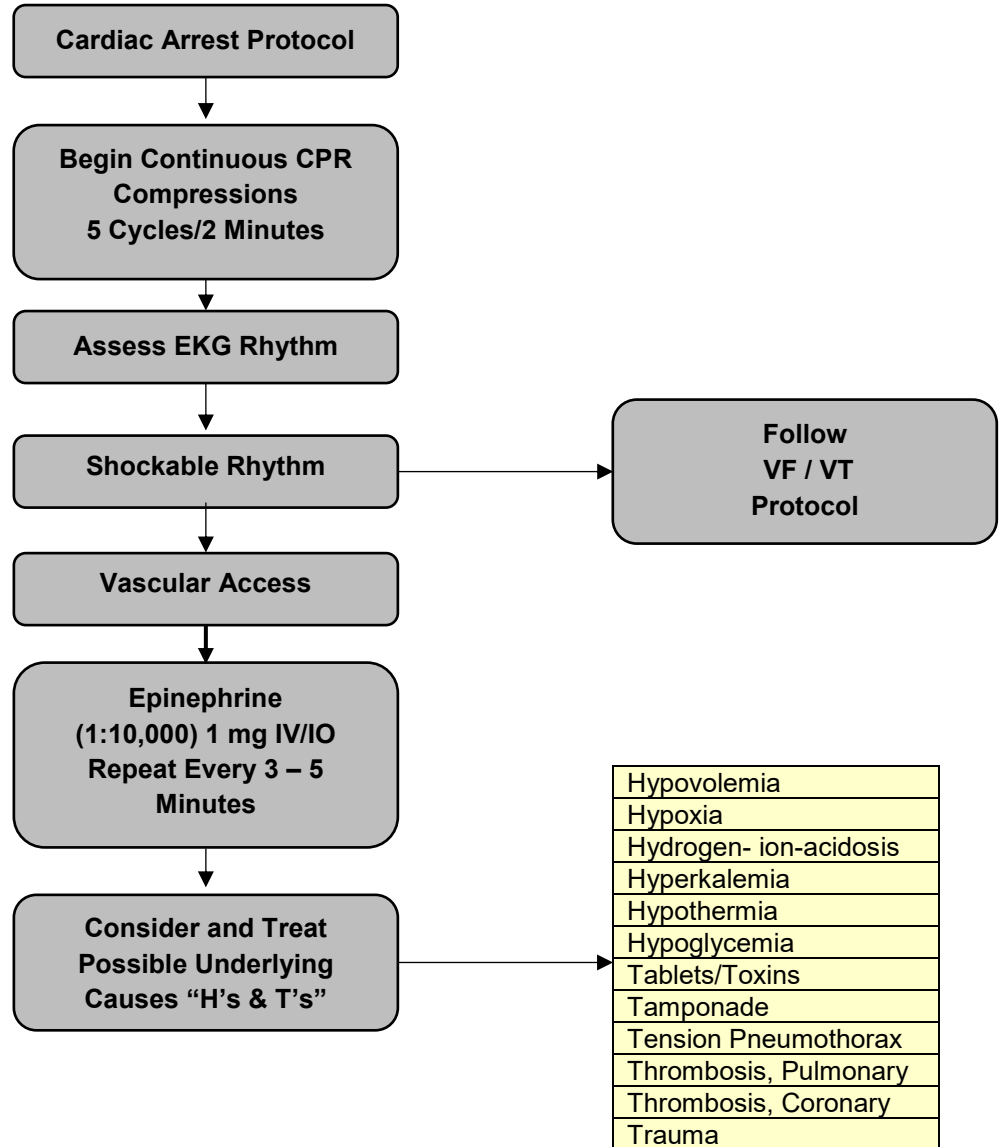 Cardiac Arrest Protocol
Begin Continuous CPR
Compressions
5 Cycles/2 Minutes
Assess EKG Rhythm
Shockable Rhythm
Follow
VF / VT
Protocol
Vascular Access
Epinephrine
(1:10,000) 1 mg IV/IO
Repeat Every 3 – 5
Minutes
Consider and Treat
Possible Underlying
Causes “H’s & T’s”
Hypovolemia
Hypoxia
Hydrogen- ion-acidosis
Hyperkalemia
Hypothermia
Hypoglycemia
Tablets/Toxins
Tamponade
Tension Pneumothorax
Thrombosis, Pulmonary
Thrombosis, Coronary
Trauma